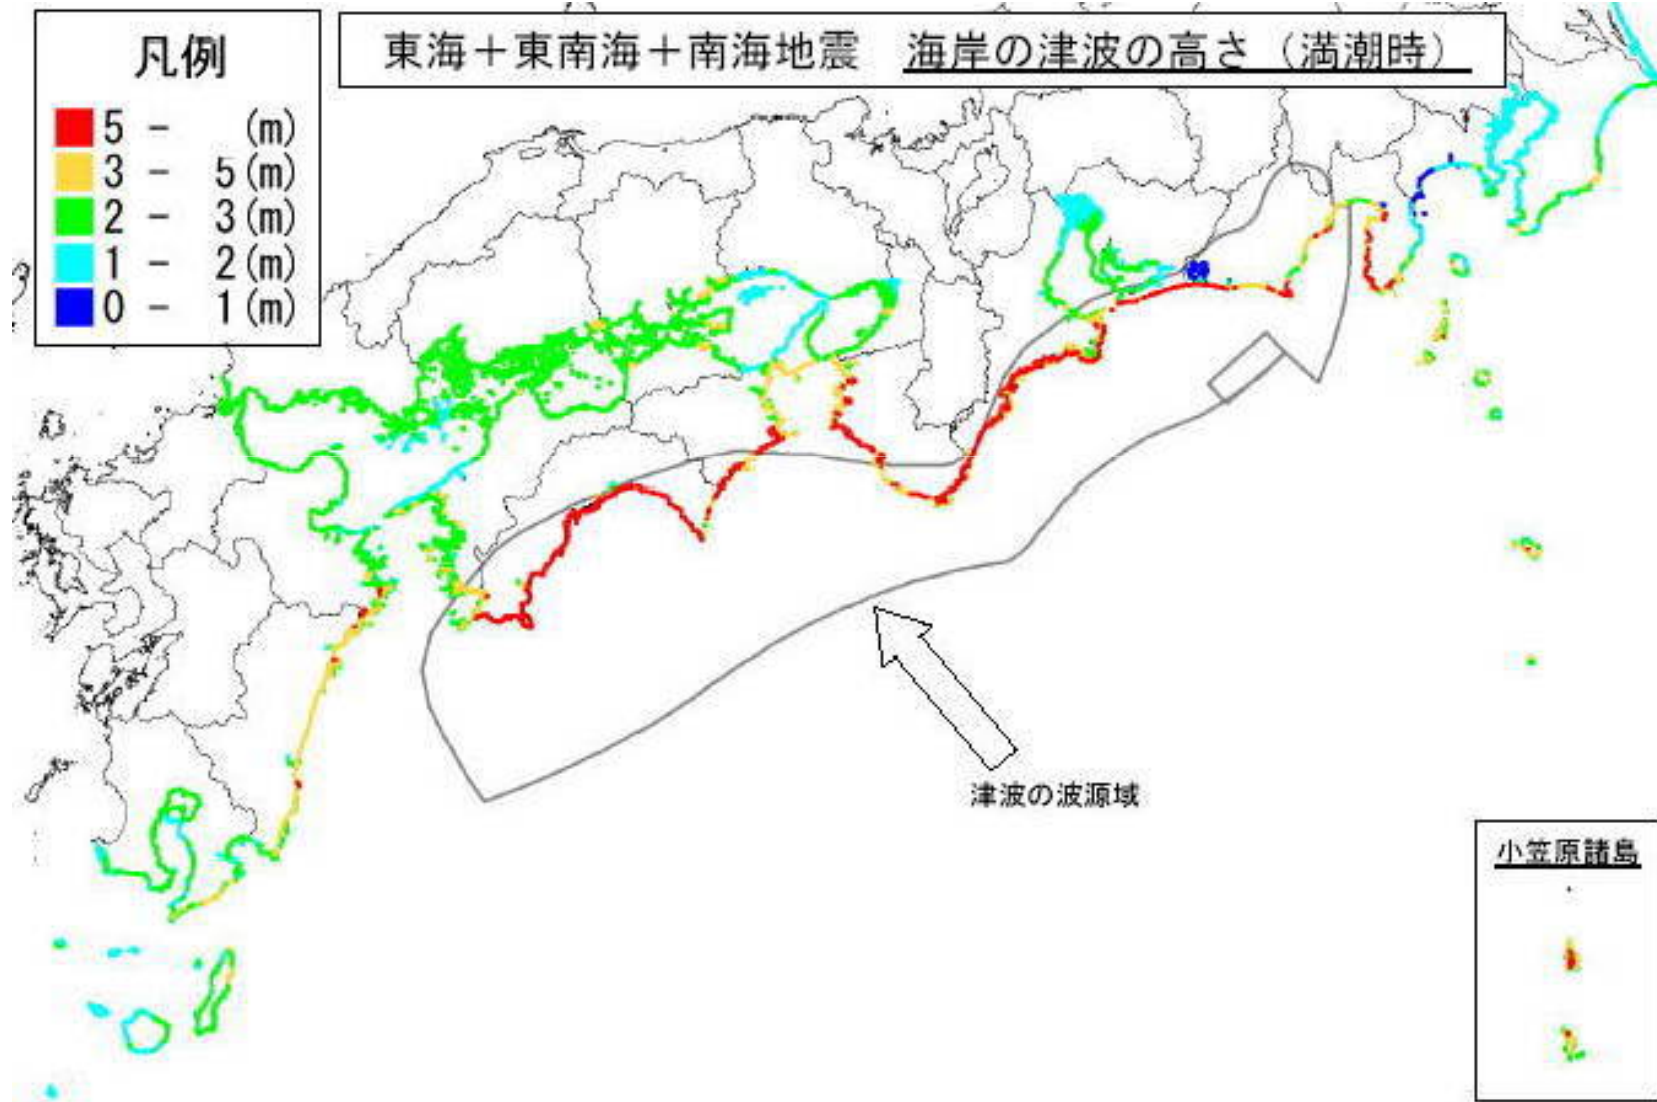 東海+東南海+南海地震 海岸の津波の高さ(満潮時)
凡例
5 - (m)
3 - 5(m)
2 - 3(m)
1 - 2(m)
0 - 1(m)
津波の波源域
小笠原諸島